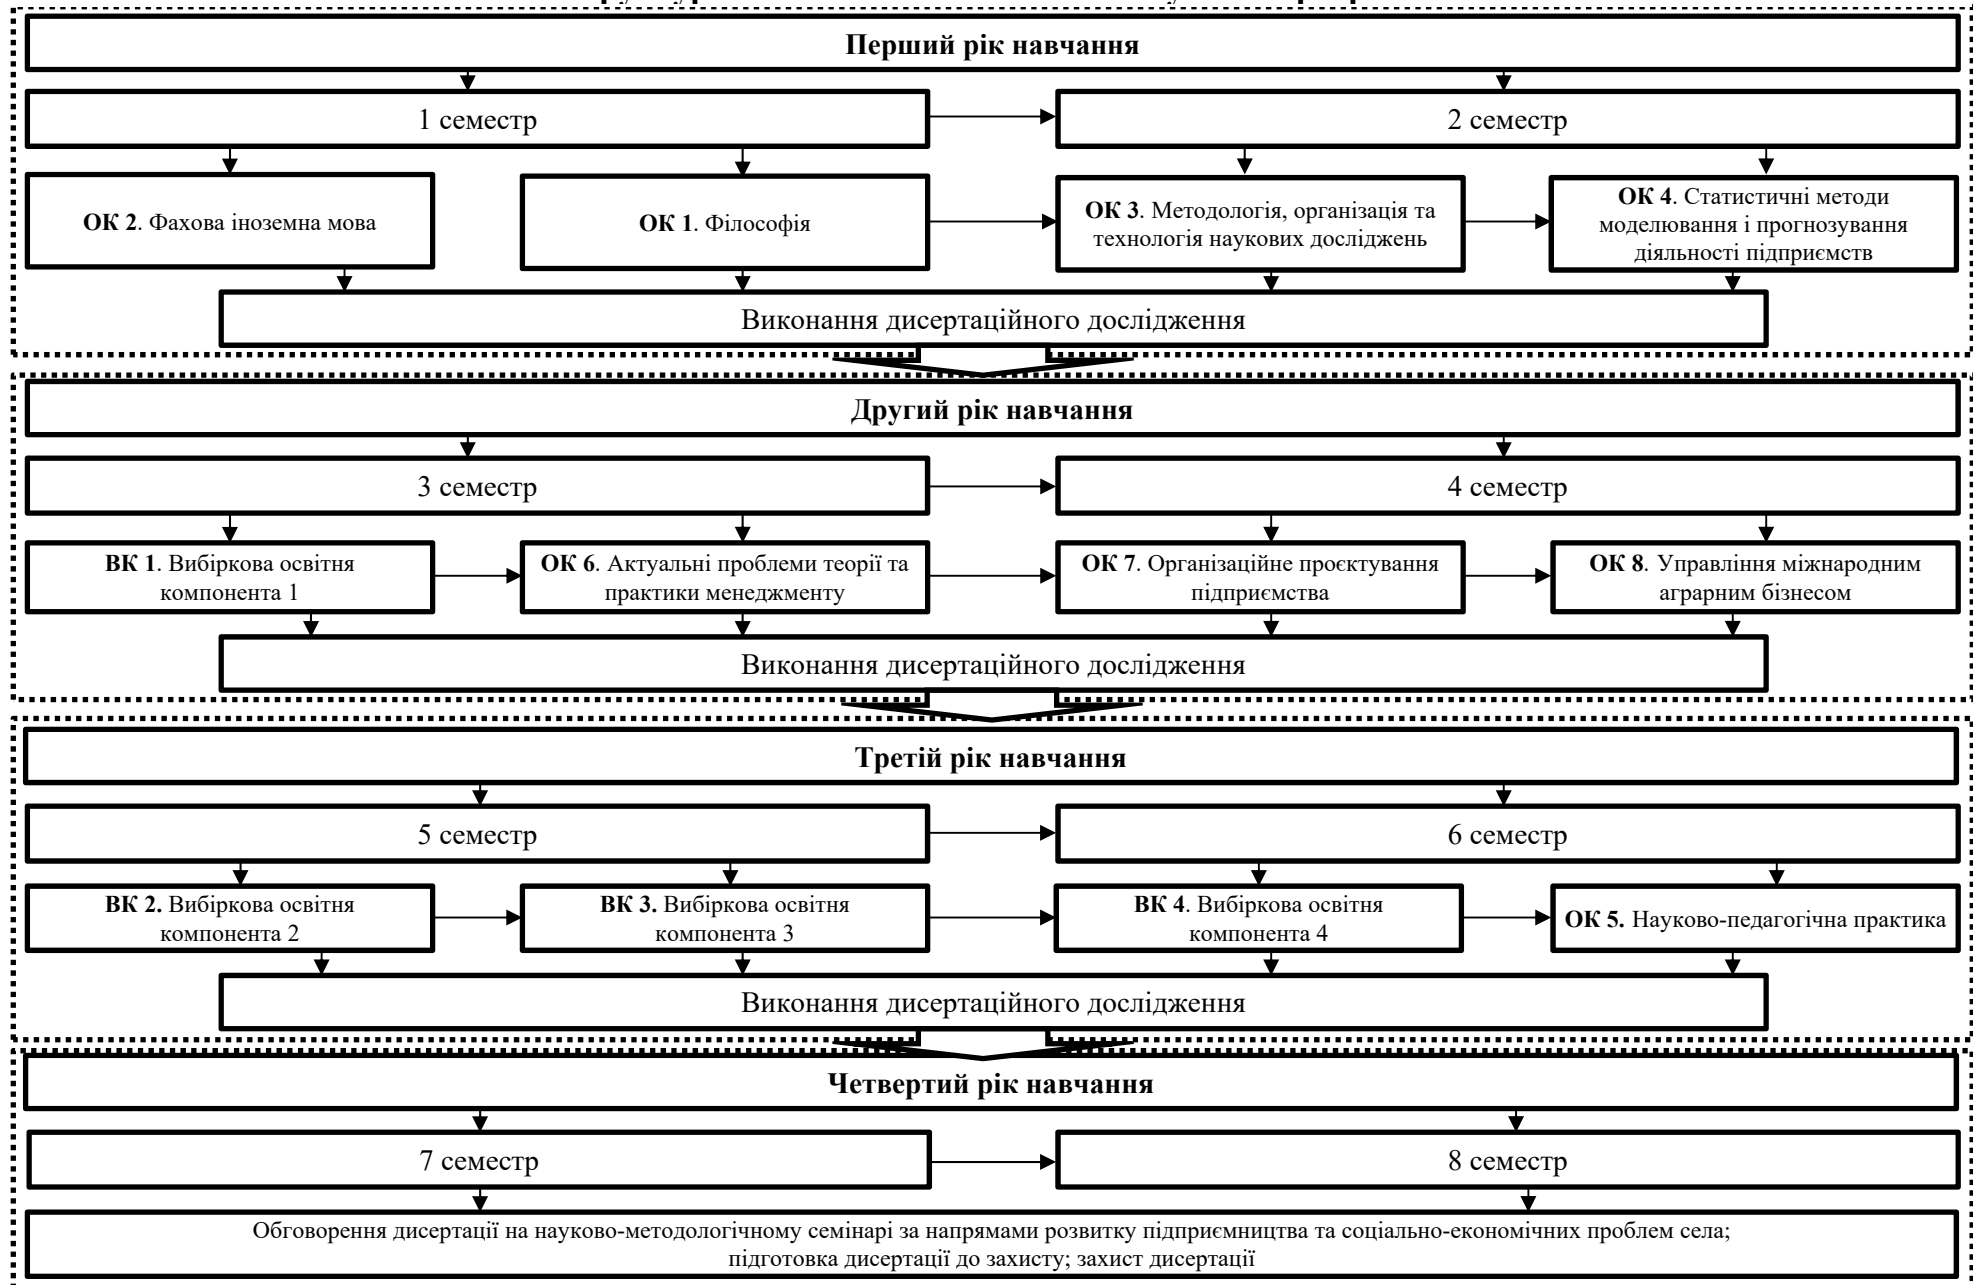 Перший рік навчання
1 семестр
2 семестр
ОК 2. Фахова іноземна мова
ОК 1. Філософія
ОК 3. Методологія, організація та
технологія наукових досліджень
ОК 4. Статистичні методи
моделювання і прогнозування
діяльності підприємств
Виконання дисертаційного дослідження
Другий рік навчання
3 семестр
4 семестр
ВК 1. Вибіркова освітня
компонента 1
ОК 6. Актуальні проблеми теорії та
практики менеджменту
ОК 7. Організаційне проєктування
підприємства
ОК 8. Управління міжнародним
аграрним бізнесом
Виконання дисертаційного дослідження
Третій рік навчання
5 семестр
6 семестр
ВК 2. Вибіркова освітня
компонента 2
ВК 3. Вибіркова освітня
компонента 3
ВК 4. Вибіркова освітня
компонента 4
ОК 5. Науково-педагогічна практика
Виконання дисертаційного дослідження
Четвертий рік навчання
7 семестр
8 семестр
Обговорення дисертації на науково-методологічному семінарі за напрямами розвитку підприємництва та соціально-економічних проблем села;
підготовка дисертації до захисту; захист дисертації